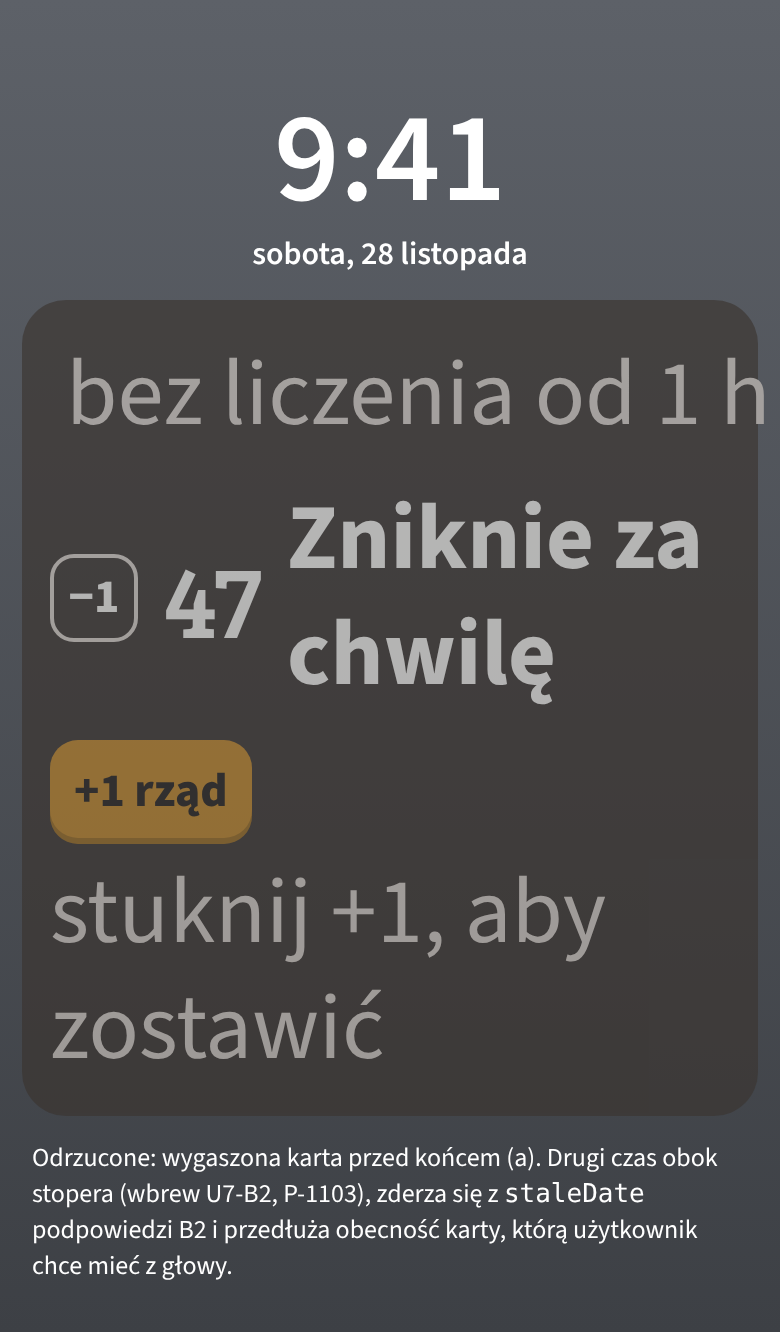 9:41
sobota, 28 listopada
bez liczenia od 1 h
−1
47
Zniknie za
chwilę
+1 rząd
stuknij +1, aby
zostawić
Odrzucone: wygaszona karta przed końcem (a). Drugi czas obok
stopera (wbrew U7-B2, P-1103), zderza się z staleDate
podpowiedzi B2 i przedłuża obecność karty, którą użytkownik
chce mieć z głowy.